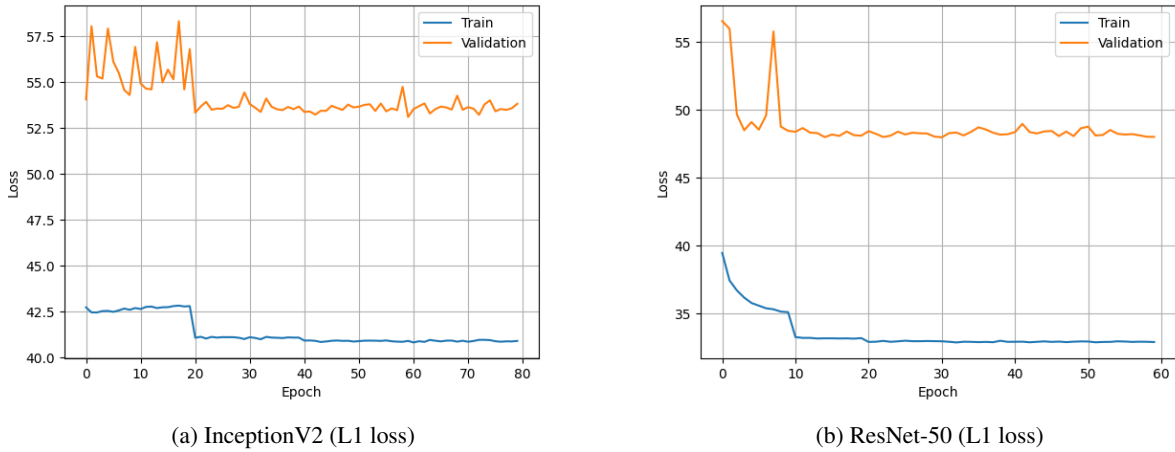 Train
Validation
57.5
55.0
52.5
50.0
47.5
45.0
42.5
40.0
Loss
0 10 20 30 40 50 60 70 80
Epoch
(a) InceptionV2 (L1 loss)
Train
Validation
55
50
45
40
35
Loss
0 10 20 30 40 50 60
Epoch
(b) ResNet-50 (L1 loss)